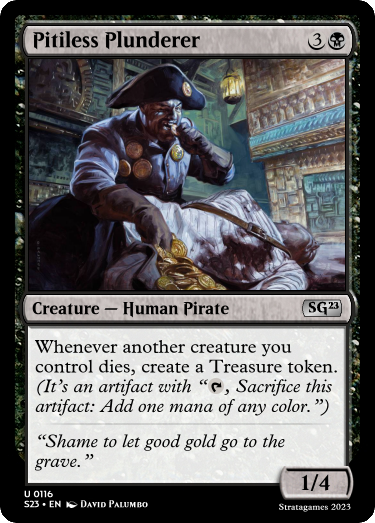 Pitiless Plunderer 3
Creature — Human Pirate SG23
Whenever another creature you
control dies, create a Treasure token.
(It's an artifact with “, Sacrifice this
artifact: Add one mana of any color.”)
“Shame to let good gold go to the
grave.”
1/4
U 0116
S23 • EN DAVID PALUMBO
Stratagames 2023